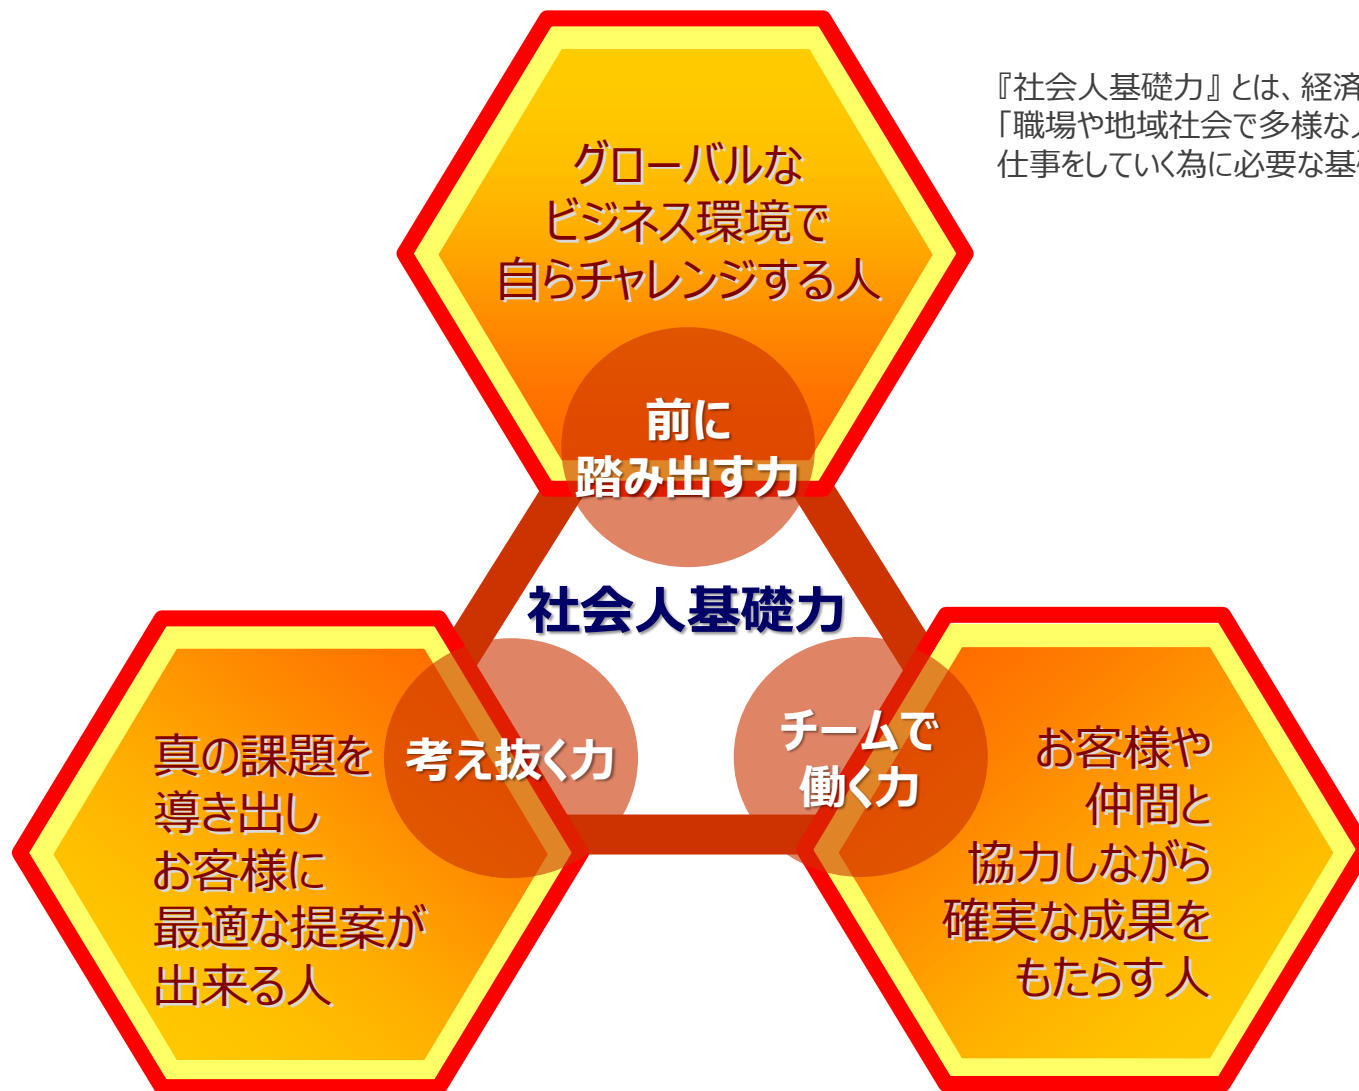 『社会人基礎力』とは、経済
「職場や地域社会で多様な
仕事をしていく為に必要な基
グローバルな
ビジネス環境で
自らチャレンジする人
前に
踏み出す力
社会人基礎力
考え抜く力
チームで
働く力
真の課題を
導き出し
お客様に
最適な提案が
出来る人
お客様や
仲間と
協力しながら
確実な成果を
もたらす人